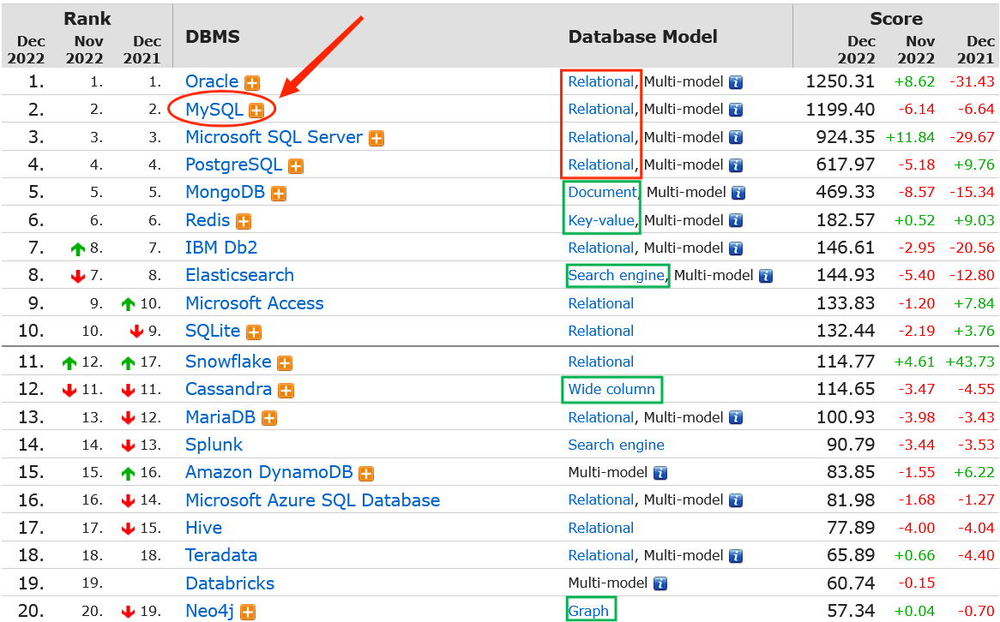 Rank DBMS Database Model Score
Dec 2022 Nov 2022 Dec 2021 Dec 2022 Nov 2022 Dec 2021
1. 1. 1. Oracle Relational, Multi-model 1250.31 +8.62 -31.43
2. 2. 2. MySQL Relational, Multi-model 1199.40 -6.14 -6.64
3. 3. 3. Microsoft SQL Server Relational, Multi-model 924.35 +11.84 -29.67
4. 4. 4. PostgreSQL Relational, Multi-model 617.97 -5.18 +9.76
5. 5. 5. MongoDB Document, Multi-model 469.33 -8.57 -15.34
6. 6. 6. Redis Key-value, Multi-model 182.57 +0.52 +9.03
7. 8. 7. IBM Db2 Relational, Multi-model 146.61 -2.95 -20.56
8. 7. 8. Elasticsearch Search engine, Multi-model 144.93 -5.40 -12.80
9. 9. 10. Microsoft Access Relational 133.83 -1.20 +7.84
10. 10. 9. SQLite Relational 132.44 -2.19 +3.76
11. 12. 17. Snowflake Relational 114.77 +4.61 +43.73
12. 11. 11. Cassandra Wide column 114.65 -3.47 -4.55
13. 13. 12. MariaDB Relational, Multi-model 100.93 -3.98 -3.43
14. 14. 13. Splunk Search engine 90.79 -3.44 -3.53
15. 15. 16. Amazon DynamoDB Multi-model 83.85 -1.55 +6.22
16. 16. 14. Microsoft Azure SQL Database Relational, Multi-model 81.98 -1.68 -1.27
17. 17. 15. Hive Relational 77.89 -4.00 -4.04
18. 18. 18. Teradata Relational, Multi-model 65.89 +0.66 -4.40
19. 19. Databricks Multi-model 60.74 -0.15
20. 20. 19. Neo4j Graph 57.34 +0.04 -0.70